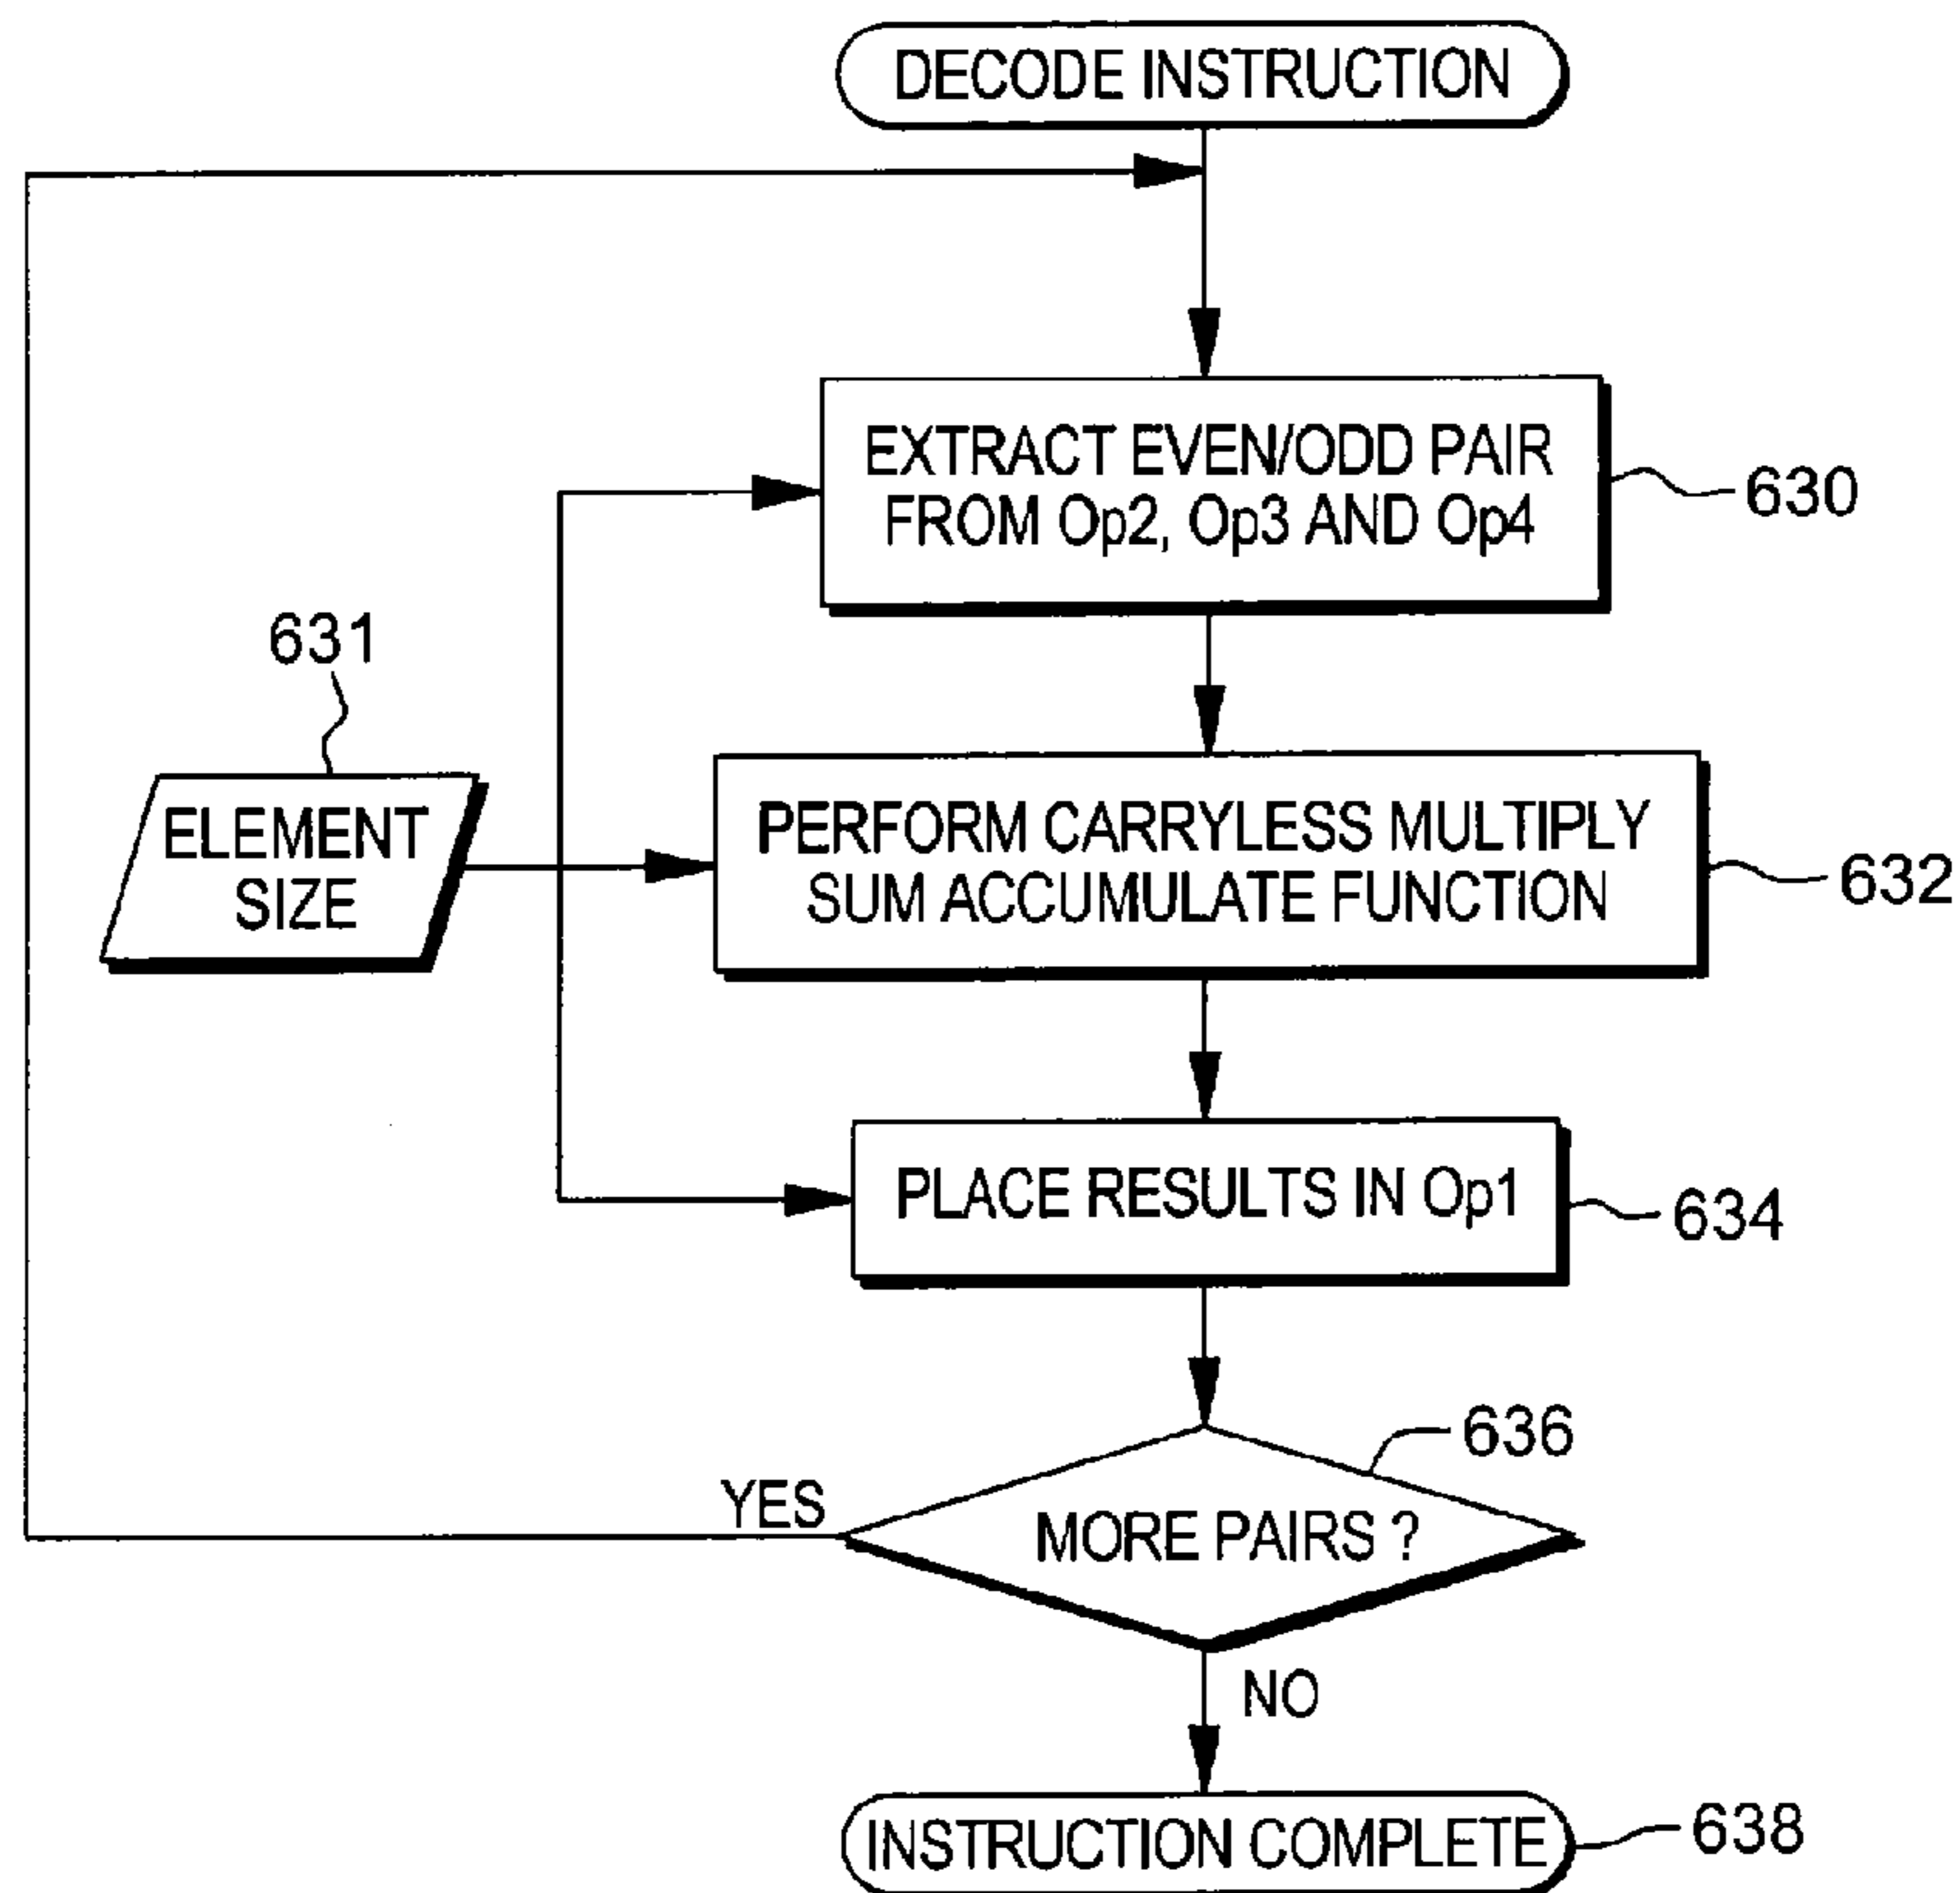 DECODE INSTRUCTION
EXTRACT EVEN/ODD PAIR
FROM Op2, Op3 AND Op4
630
631
ELEMENT
SIZE
PERFORM CARRYLESS MULTIPLY
SUM ACCUMULATE FUNCTION
632
PLACE RESULTS IN Op1
634
636
YES
MORE PAIRS ?
NO
INSTRUCTION COMPLETE
638